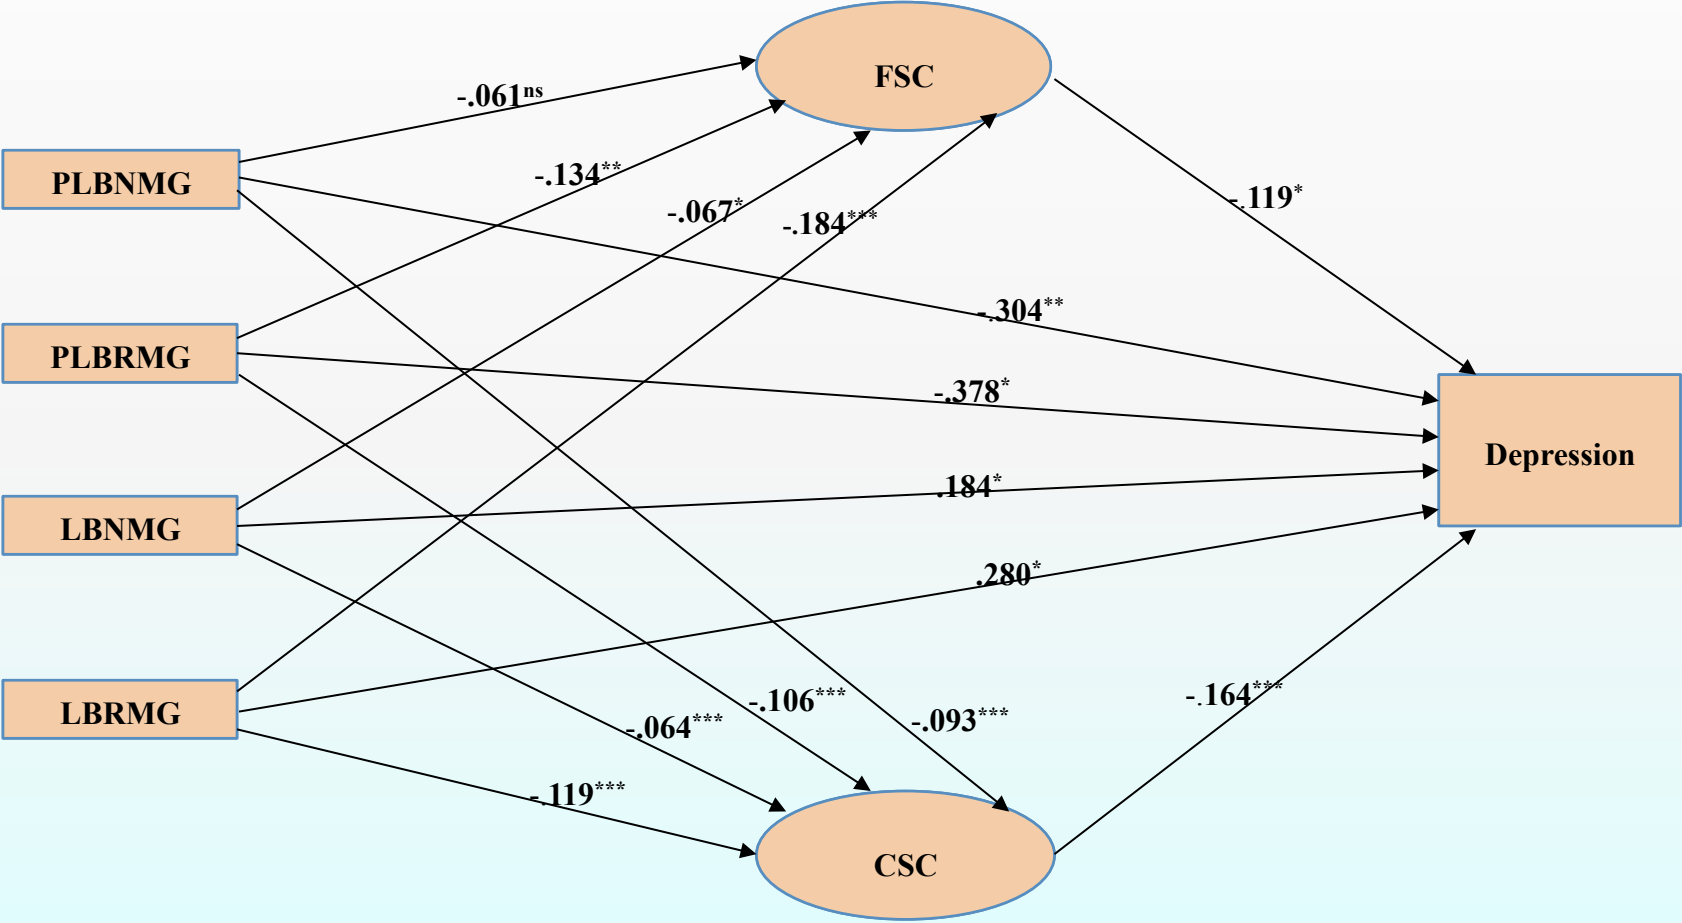 FSC
-.061ns
-.134**
PLBNMG
-.067*
-.184***
-.119*
-.304**
PLBRMG
-.378*
Depression
.184*
LBNMG
.280*
LBRMG
-.106***
-.093***
-.164***
-.064***
-.119***
CSC